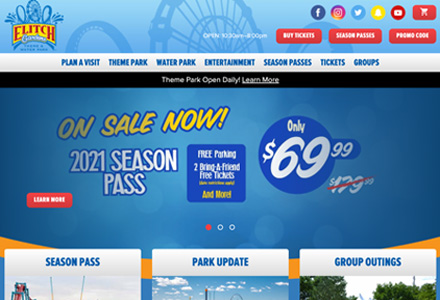 ELITCH
Gardens
THEME & WATER PARK
OPEN: 10:30am-8:00pm
BUY TICKETS
SEASON PASSES
PROMO CODE
PLAN A VISIT
THEME PARK
WATER PARK
ENTERTAINMENT
SEASON PASSES
TICKETS
GROUPS
Theme Park Open Daily! Learn More
ON SALE NOW!
2021 SEASON
PASS
FREE Parking
2 Bring-A-Friend
Free Tickets
(date restrictions apply)
And More!
Only
$69.99
$179.99
LEARN MORE
SEASON PASS
PARK UPDATE
GROUP OUTINGS